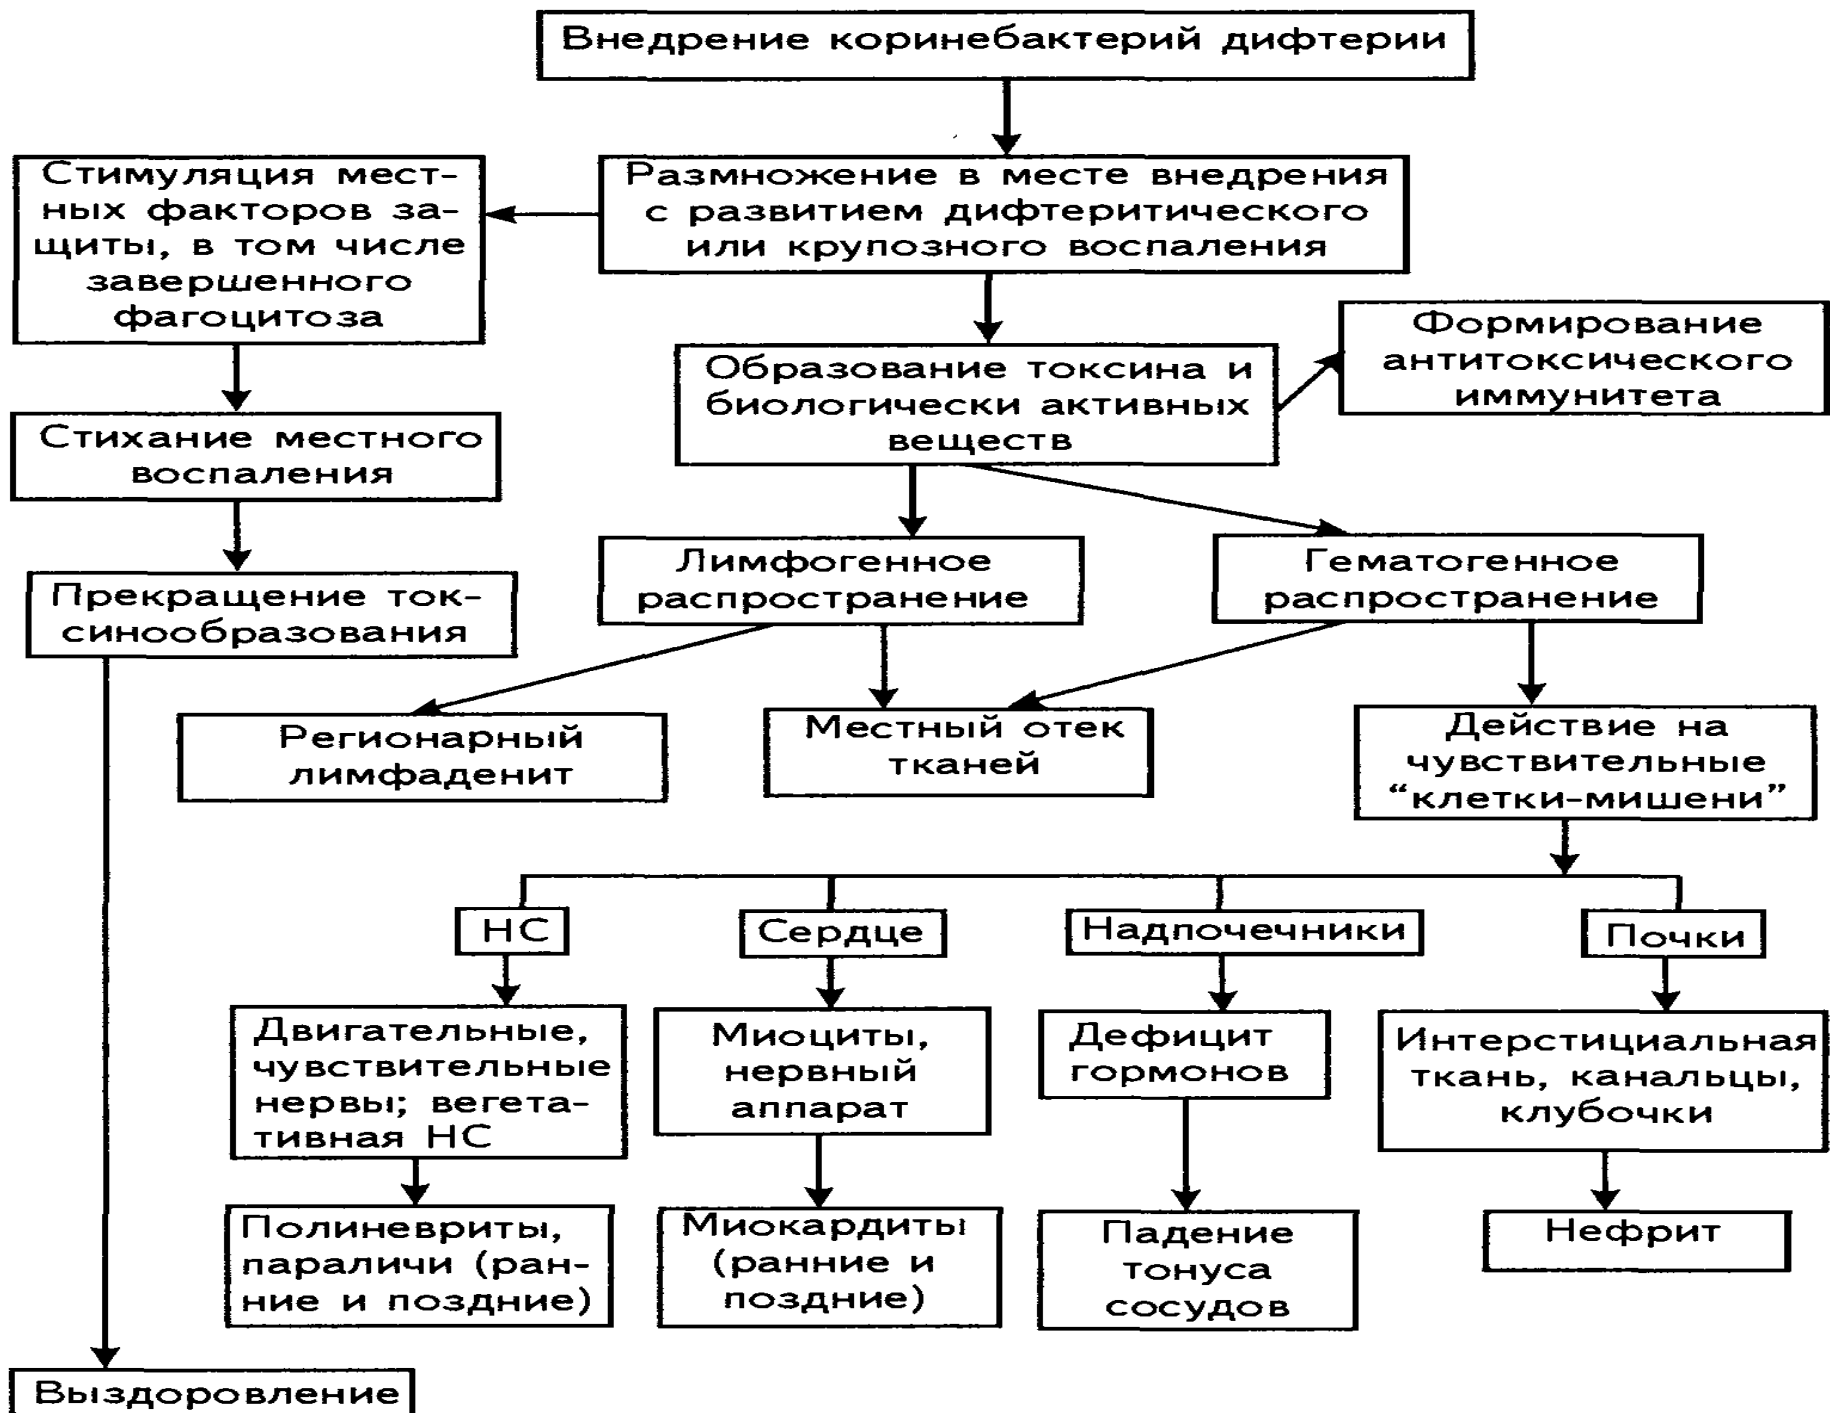 Внедрение коринебактерий дифтерии
Стимуляция мест-
ных факторов за-
щиты, в том числе
завершенного
фагоцитоза
Размножение в месте внедрения
с развитием дифтеритического
или крупозного воспаления
Формирование
антитоксического
иммунитета
Образование токсина и
биологически активных
веществ
Стихание местного
воспаления
Лимфогенное
распространение
Гематогенное
распространение
Прекращение ток-
синообразования
Регионарный
лимфаденит
Местный отек
тканей
Действие на
чувствительные
“клетки-мишени”
НС
Сердце
Надпочечники
Почки
Двигательные,
чувствительные
нервы; вегета-
тивная НС
Миоциты,
нервный
аппарат
Дефицит
гормонов
Интерстициальная
ткань, канальцы,
клубочки
Полиневриты,
параличи (ран-
ние и поздние)
Миокардиты
(ранние и
поздние)
Падение
тонуса
сосудов
Нефрит
Выздоровление